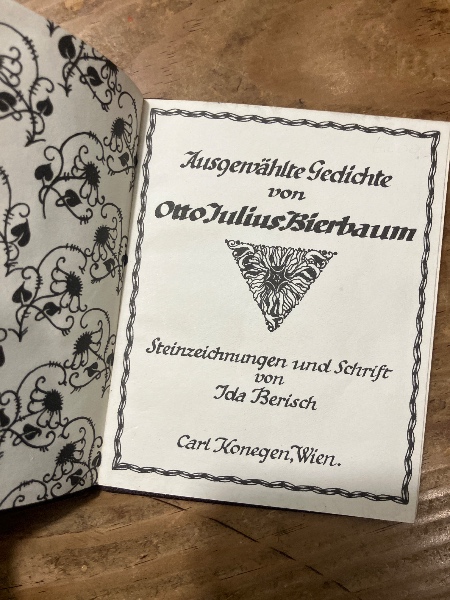 Ausgewählte Gedichte
von
Otto Julius Bierbaum
Steinzeichnungen und Schrift
von
Ida Berisch
Carl Konegen, Wien.